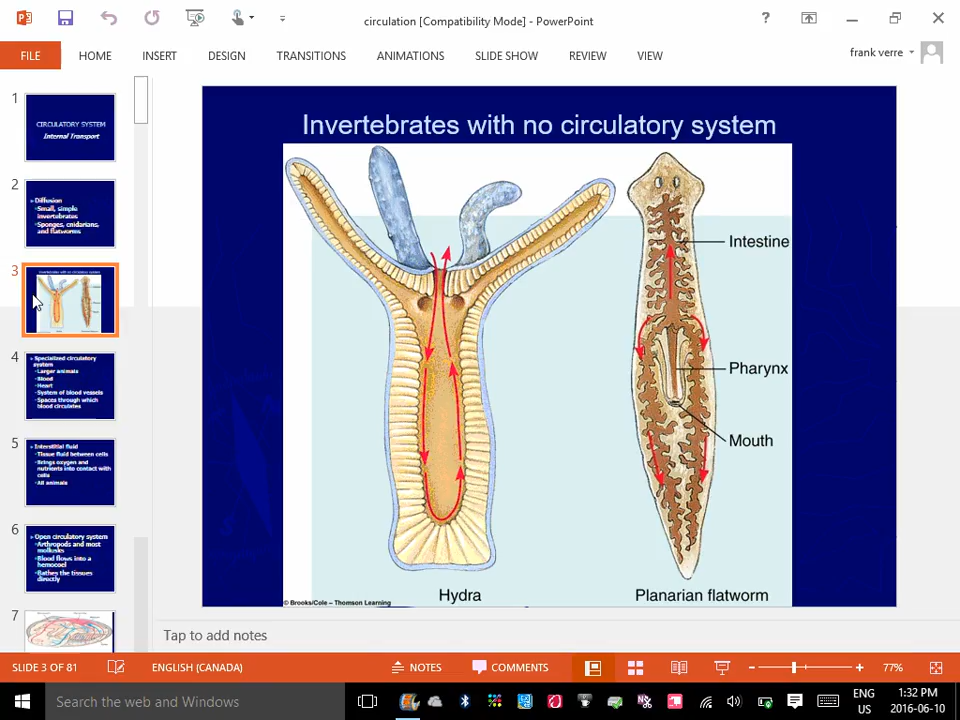 circulation [Compatibility Mode] - PowerPoint
?
FILE
HOME
INSERT
DESIGN
TRANSITIONS
ANIMATIONS
SLIDE SHOW
REVIEW
VIEW
frank verre
1
CIRCULATORY SYSTEM
Internal Transport
2
Diffusion
Small, simple
invertebrates
Sponges, cnidarians,
and flatworms
3
Invertebrates with no circulatory system
4
Specialized circulatory
system
Larger animals
Blood
Heart
System of blood vessels
Spaces through which
blood circulates
5
Interstitial fluid
Tissue fluid between cells
Brings oxygen and
nutrients into contact with
cells
All animals
6
Open circulatory system
Arthropods and most
mollusks
Blood flows into a
hemocoel
Bathes the tissues
directly
7
Invertebrates with no circulatory system
Intestine
Pharynx
Mouth
Hydra
Planarian flatworm
© Brooks/Cole – Thomson Learning
Tap to add notes
SLIDE 3 OF 81
ENGLISH (CANADA)
NOTES
COMMENTS
77%
Search the web and Windows
ENG
US
1:32 PM
2016-06-10